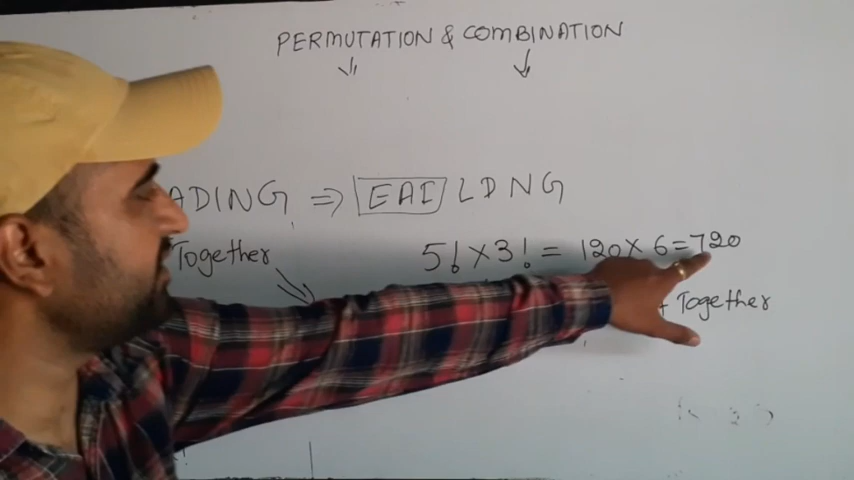 PERMUTATION & COMBINATION
ADING ⇒ EAI LDNG
Together
5! × 3! = 120 × 6 = 720
Together